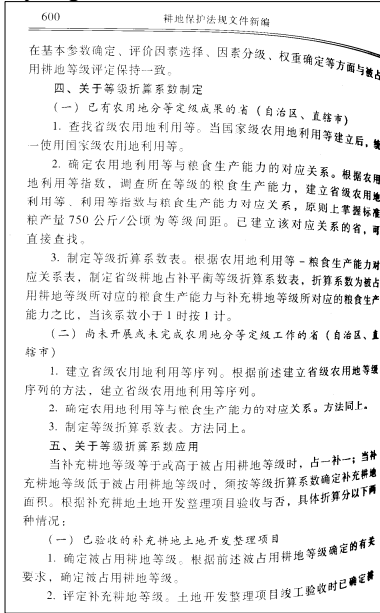 600 耕地保护法规文件新编
在基本参数确定、评价因素选择、因素分级、权重确定等方面与被占
用耕地等级评定保持一致。
四、关于等级折算系数制定
（一）已有农用地分等定级成果的省（自治区、直辖市）
1. 查找省级农用地利用等。当国家级农用地利用等建立后，统
一使用国家级农用地利用等。
2. 确定农用地利用等与粮食生产能力的对应关系。根据农用
地利用等指数，调查所在等级的粮食生产能力，建立省级农用地
利用等、利用等指数与粮食生产能力对应关系，原则上掌握标准
粮产量 750 公斤/公顷为等级间距。已建立该对应关系的省，可
直接查找。
3. 制定等级折算系数表。根据农用地利用等－粮食生产能力对
应关系表，制定省级耕地占补平衡等级折算系数表，折算系数为被占
用耕地等级所对应的粮食生产能力与补充耕地等级所对应的粮食生产
能力之比，当该系数小于 1 时按 1 计。
（二）尚未开展或未完成农用地分等定级工作的省（自治区、直
辖市）
1. 建立省级农用地利用等序列。根据前述建立省级农用地等级
序列的方法，建立省级农用地利用等序列。
2. 确定农用地利用等与粮食生产能力的对应关系。方法同上。
3. 制定等级折算系数表。方法同上。
五、关于等级折算系数应用
当补充耕地等级等于或高于被占用耕地等级时，占一补一；当补
充耕地等级低于被占用耕地等级时，须按等级折算系数确定补充耕地
面积。根据补充耕地土地开发整理项目验收与否，具体折算分以下两
种情况：
（一）已验收的补充耕地土地开发整理项目
1. 确定被占用耕地等级。根据前述被占用耕地等级确定的有关
要求，确定被占用耕地等级。
2. 评定补充耕地等级。土地开发整理项目竣工验收时已确定耕